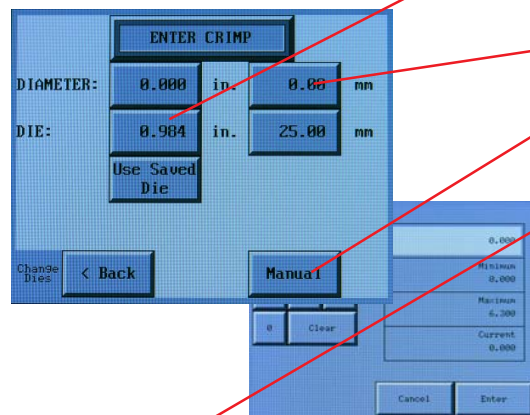 ENTER CRIMP
DIAMETER: 0.000 in. 0.00 mm
DIE: 0.984 in. 25.00 mm
Use Saved
Die
Change
Dies
< Back
Manual
0.000
Minimum
0.000
Maximum
6.300
Current
0.000
0
Clear
Cancel
Enter